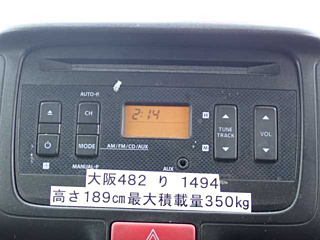 AUTO-P.
CH
2:14
H
TUNE
TRACK
VOL
MODE
AM/FM/CD/AUX
M
MANUAL-P.
AUX
大阪482 り 1494
高さ189㎝最大積載量350kg